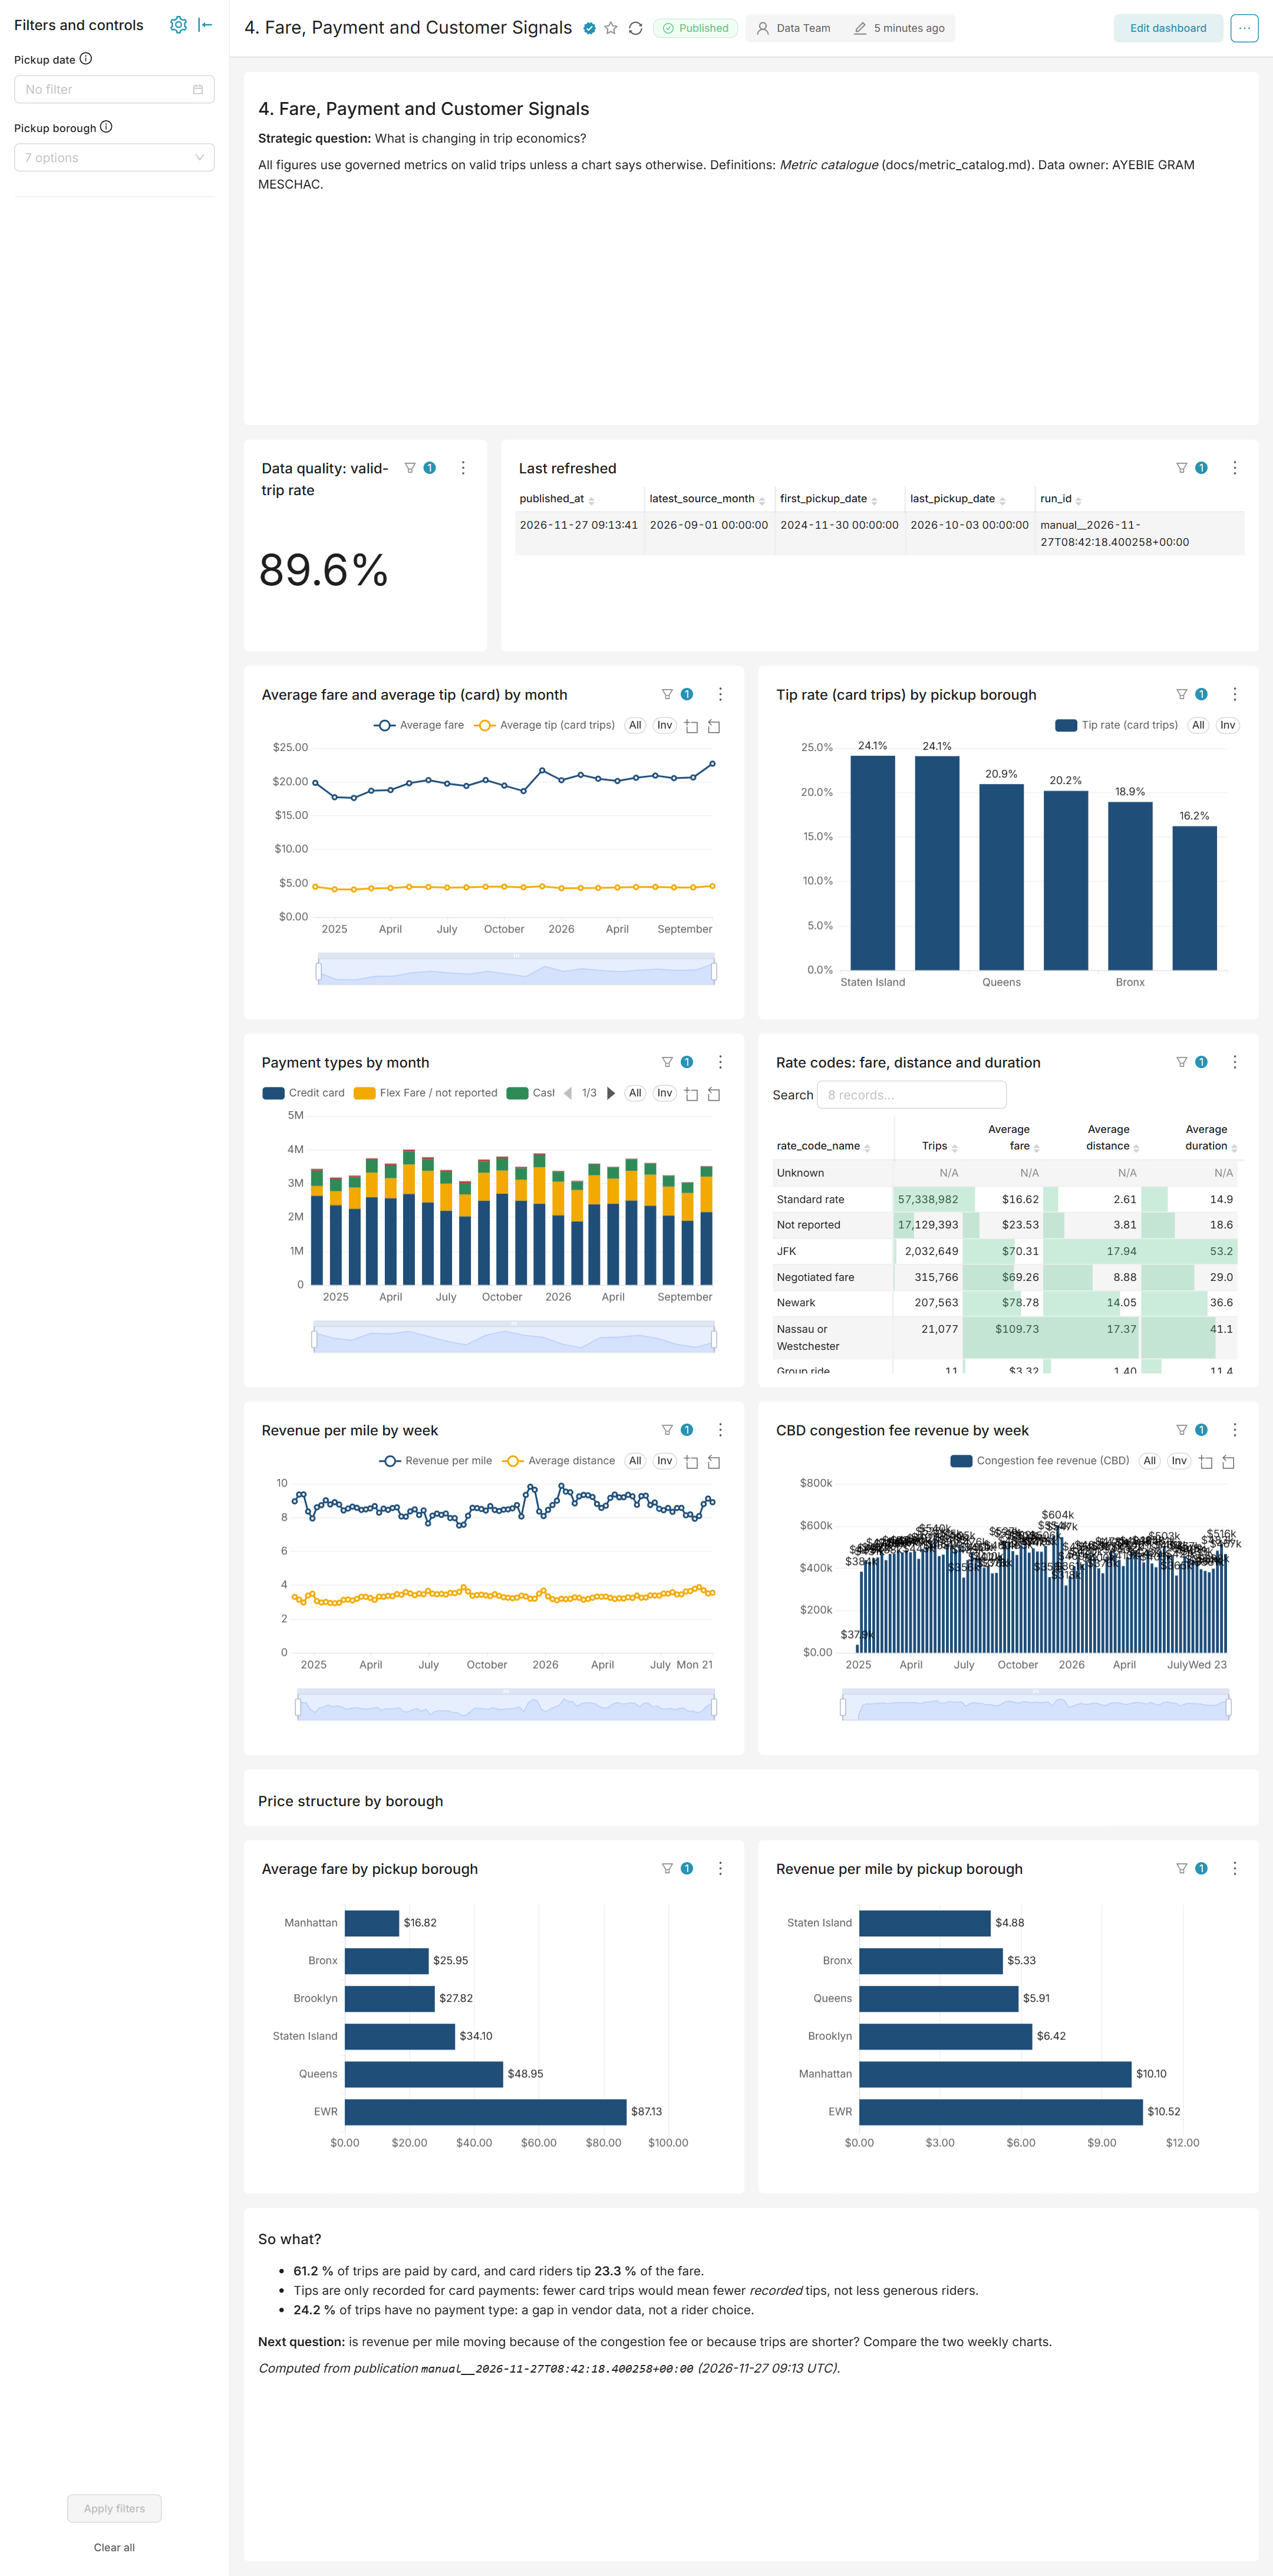 Filters and controls
Pickup date
No filter
Pickup borough
7 options
Apply filters
Clear all
4. Fare, Payment and Customer Signals
Published
Data Team
5 minutes ago
Edit dashboard
4. Fare, Payment and Customer Signals
Strategic question: What is changing in trip economics?
All figures use governed metrics on valid trips unless a chart says otherwise. Definitions: Metric catalogue (docs/metric_catalog.md). Data owner: AYEBIE GRAM
MESCHAC.
Data quality: valid-
trip rate
1
89.6%
Last refreshed
1
published_at latest_source_month first_pickup_date last_pickup_date run_id
2026-11-27 09:13:41 2026-09-01 00:00:00 2024-11-30 00:00:00 2026-10-03 00:00:00 manual__2026-11-
27T08:42:18.400258+00:00
Average fare and average tip (card) by month
1
Average fare Average tip (card trips) All Inv
$25.00
$20.00
$15.00
$10.00
$5.00
$0.00
2025 April July October 2026 April September
Tip rate (card trips) by pickup borough
1
Tip rate (card trips) All Inv
25.0%
20.0%
15.0%
10.0%
5.0%
0.0%
24.1% 24.1% 20.9% 20.2% 18.9% 16.2%
Staten Island Queens Bronx
Payment types by month
1
Credit card Flex Fare / not reported Cash 1/3 All Inv
5M
4M
3M
2M
1M
0
2025 April July October 2026 April September
Rate codes: fare, distance and duration
1
Search 8 records...
rate_code_name Trips Average fare Average distance Average duration
Unknown N/A N/A N/A N/A
Standard rate 57,338,982 $16.62 2.61 14.9
Not reported 17,129,393 $23.53 3.81 18.6
JFK 2,032,649 $70.31 17.94 53.2
Negotiated fare 315,766 $69.26 8.88 29.0
Newark 207,563 $78.78 14.05 36.6
Nassau or
Westchester 21,077 $109.73 17.37 41.1
Group ride 11 $3.32 1.40 11.4
Revenue per mile by week
1
Revenue per mile Average distance All Inv
10
8
6
4
2
0
2025 April July October 2026 April July Mon 21
CBD congestion fee revenue by week
1
Congestion fee revenue (CBD) All Inv
$800k
$600k
$400k
$200k
$0.00
$604k
$503k
$516k
$37.9k
2025 April July October 2026 April July Wed 23
Price structure by borough
Average fare by pickup borough
1
Manhattan $16.82
Bronx $25.95
Brooklyn $27.82
Staten Island $34.10
Queens $48.95
EWR $87.13
$0.00 $20.00 $40.00 $60.00 $80.00 $100.00
Revenue per mile by pickup borough
1
Staten Island $4.88
Bronx $5.33
Queens $5.91
Brooklyn $6.42
Manhattan $10.10
EWR $10.52
$0.00 $3.00 $6.00 $9.00 $12.00
So what?
• 61.2 % of trips are paid by card, and card riders tip 23.3 % of the fare.
• Tips are only recorded for card payments: fewer card trips would mean fewer recorded tips, not less generous riders.
• 24.2 % of trips have no payment type: a gap in vendor data, not a rider choice.
Next question: is revenue per mile moving because of the congestion fee or because trips are shorter? Compare the two weekly charts.
Computed from publication manual__2026-11-27T08:42:18.400258+00:00 (2026-11-27 09:13 UTC).